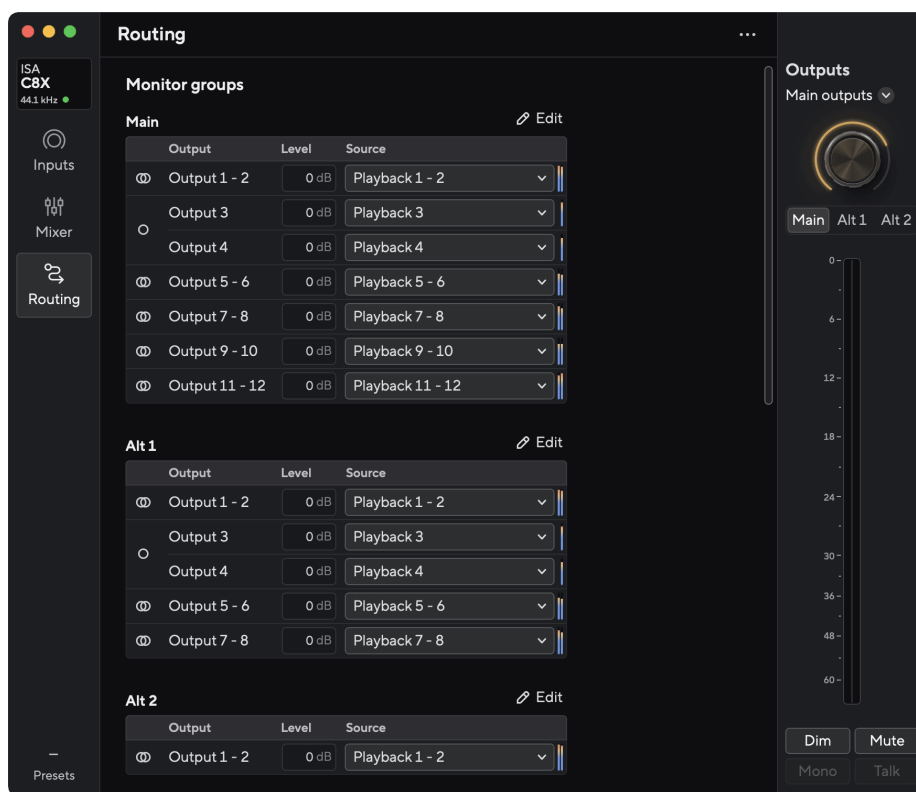 Routing
...
ISA
C8X
44.1 kHz
Inputs
Mixer
Routing
Presets
Monitor groups
Main
Edit
Output Level Source
Output 1 - 2 0 dB Playback 1 - 2
Output 3 0 dB Playback 3
Output 4 0 dB Playback 4
Output 5 - 6 0 dB Playback 5 - 6
Output 7 - 8 0 dB Playback 7 - 8
Output 9 - 10 0 dB Playback 9 - 10
Output 11 - 12 0 dB Playback 11 - 12
Alt 1
Edit
Output Level Source
Output 1 - 2 0 dB Playback 1 - 2
Output 3 0 dB Playback 3
Output 4 0 dB Playback 4
Output 5 - 6 0 dB Playback 5 - 6
Output 7 - 8 0 dB Playback 7 - 8
Alt 2
Edit
Output Level Source
Output 1 - 2 0 dB Playback 1 - 2
Outputs
Main outputs
Main Alt 1 Alt 2
0
6
12
18
24
30
36
48
60
Dim Mute
Mono Talk